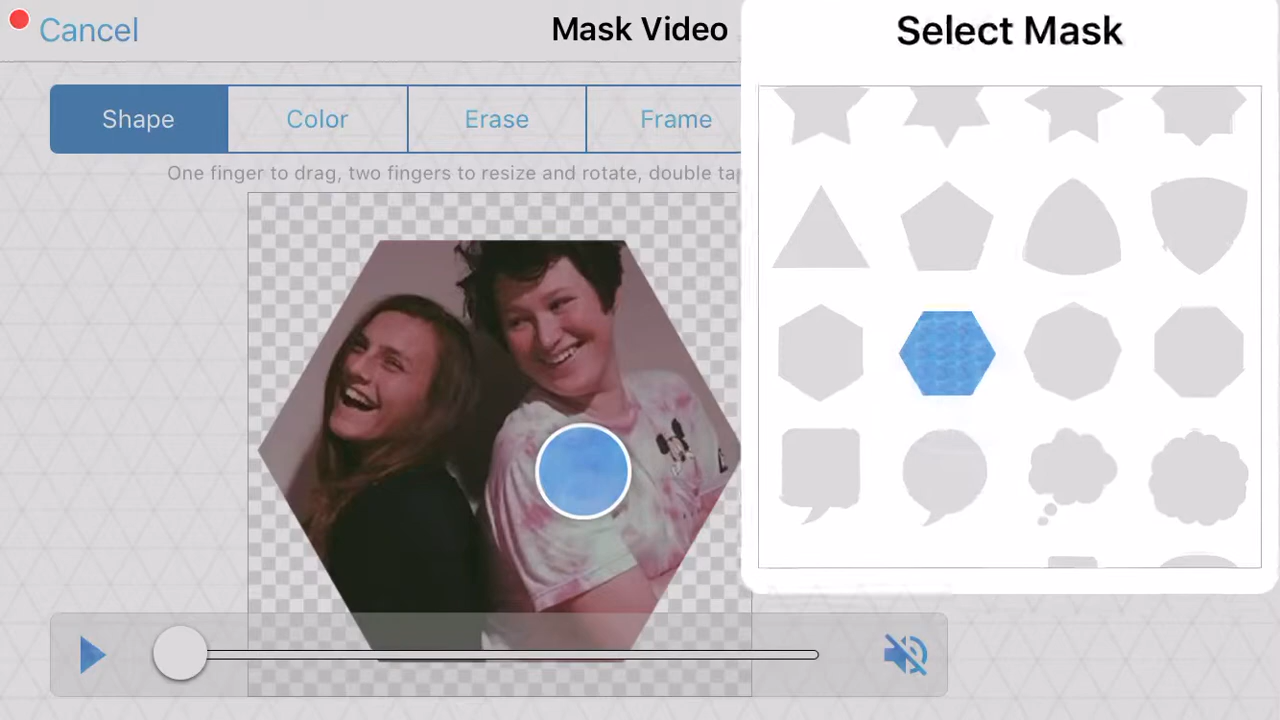 Cancel
Mask Video
Select Mask
Shape
Color
Erase
Frame
One finger to drag, two fingers to resize and rotate, double